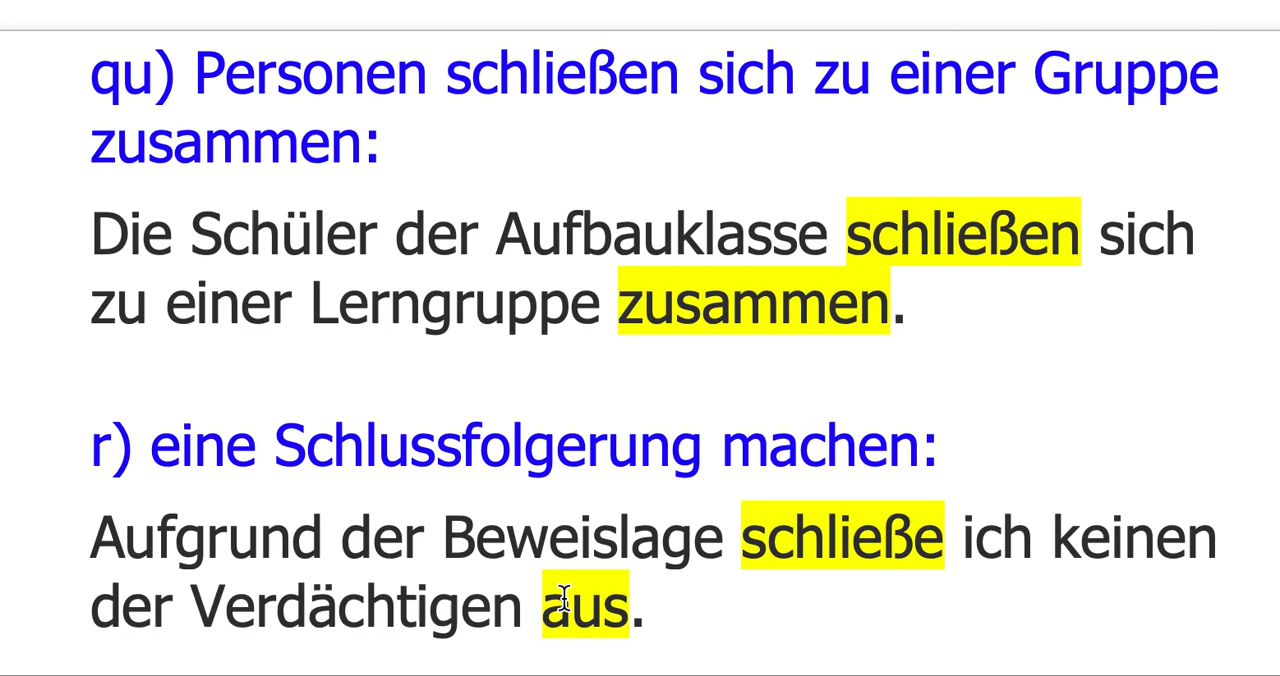 qu) Personen schließen sich zu einer Gruppe
zusammen:
Die Schüler der Aufbauklasse schließen sich
zu einer Lerngruppe zusammen.
r) eine Schlussfolgerung machen:
Aufgrund der Beweislage schließe ich keinen
der Verdächtigen aus.